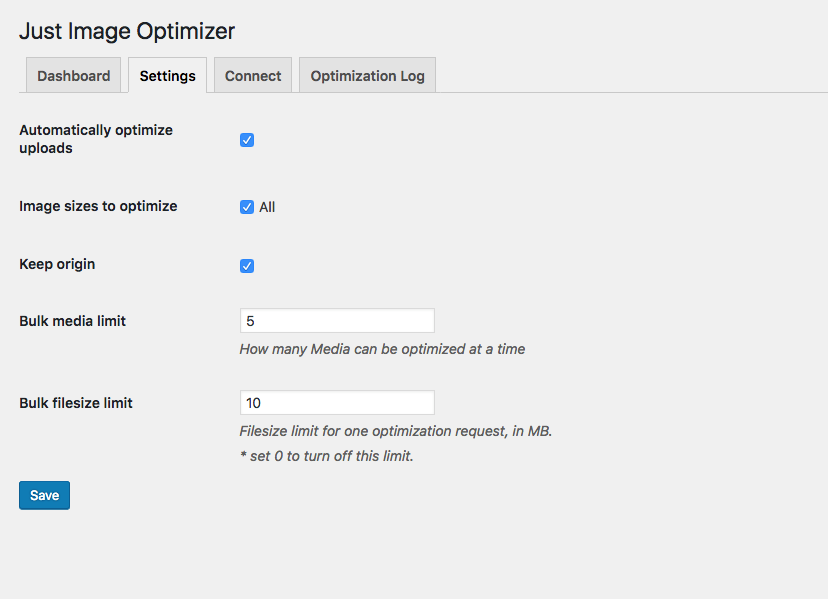 Just Image Optimizer
Dashboard Settings Connect Optimization Log
Automatically optimize
uploads
Image sizes to optimize All
Keep origin
Bulk media limit 5
How many Media can be optimized at a time
Bulk filesize limit 10
Filesize limit for one optimization request, in MB.
* set 0 to turn off this limit.
Save